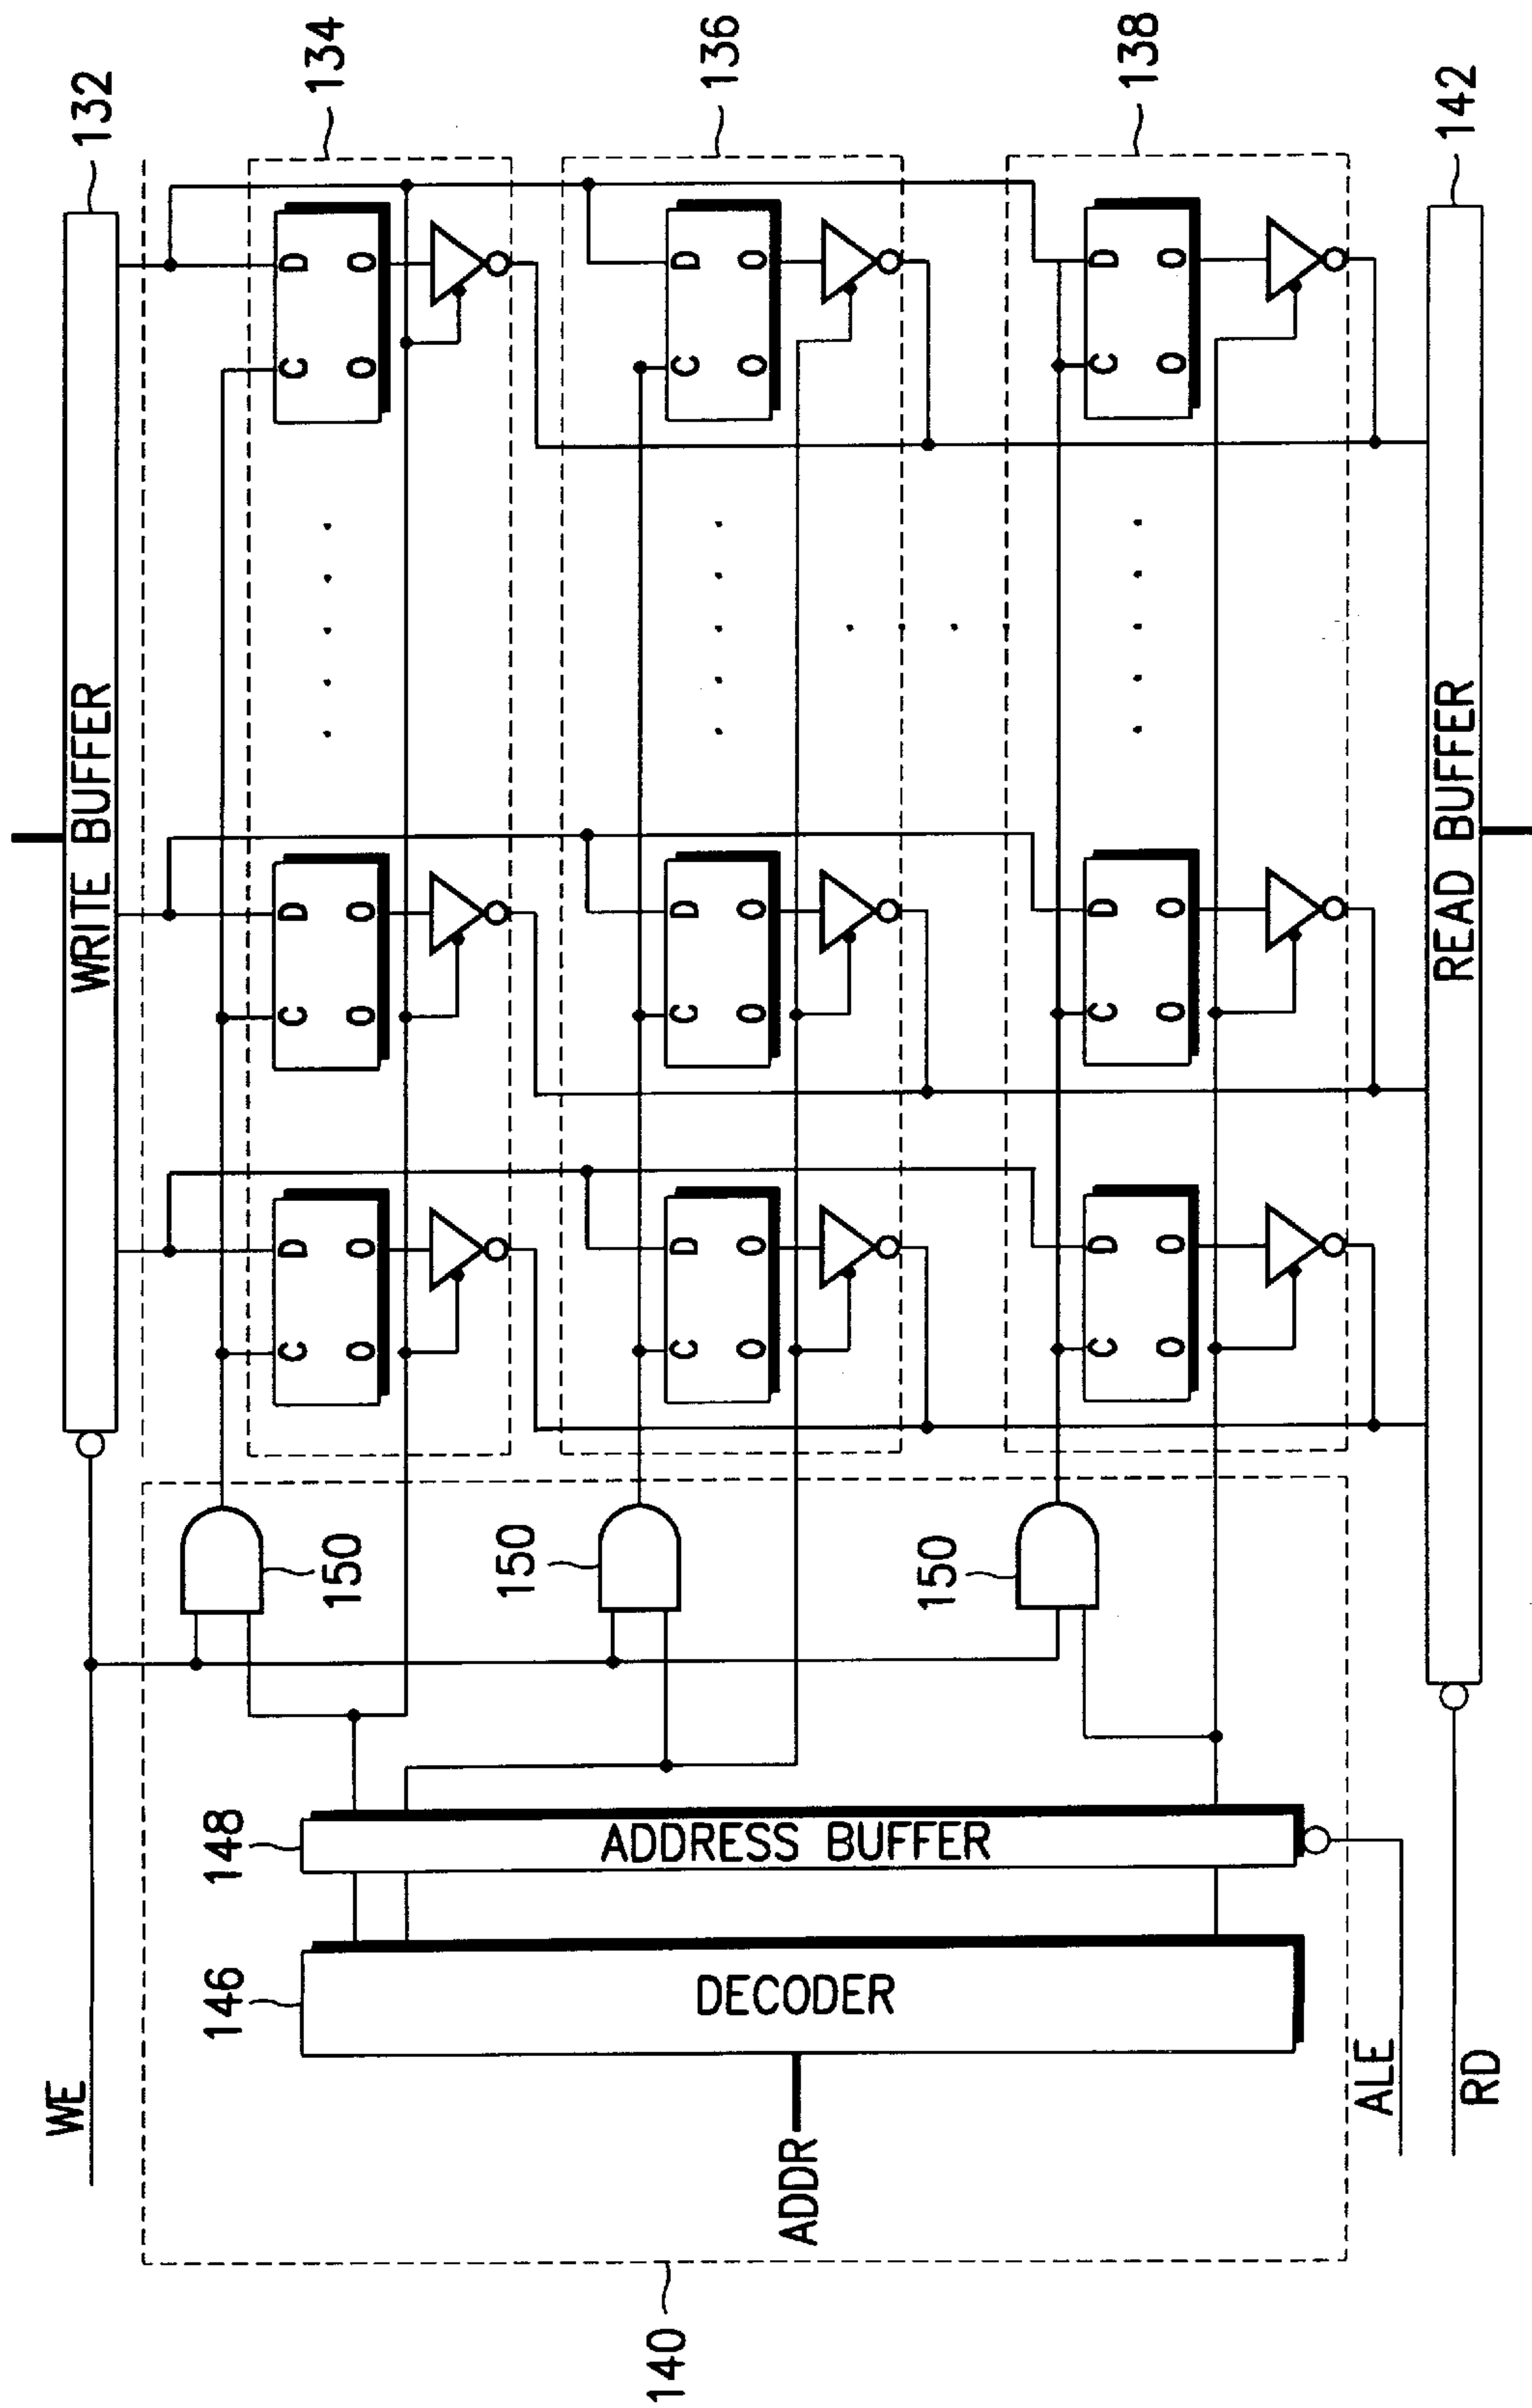 WE
WRITE BUFFER
132
146
148
150
C D
O O
C D
O O
C D
O O
134
150
C D
O O
C D
O O
C D
O O
136
140
ADDR
DECODER
ADDRESS BUFFER
150
C D
O O
C D
O O
C D
O O
138
ALE
RD
READ BUFFER
142